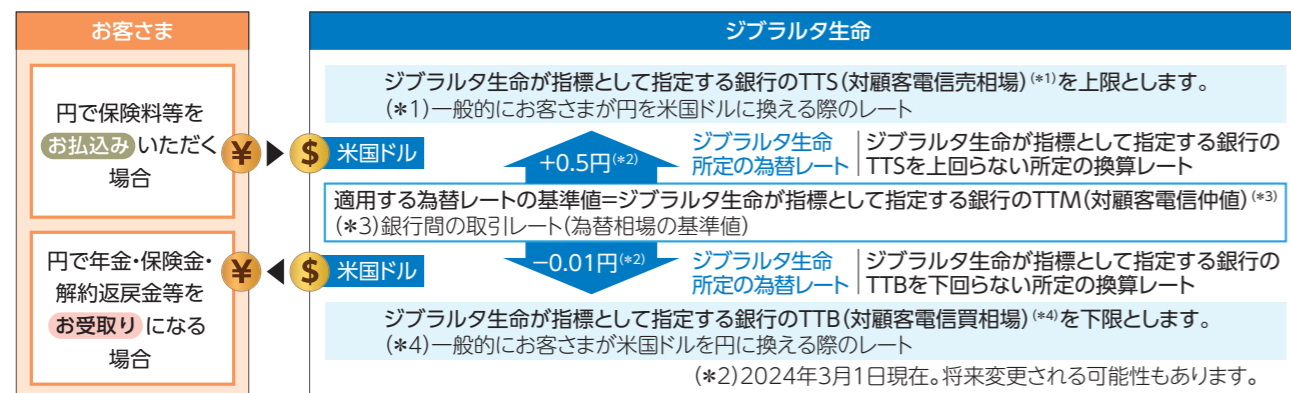 お客さま
ジブラルタ生命
円で保険料等を
お払込みいただく
場合
¥ ▶ $ 米国ドル
ジブラルタ生命が指標として指定する銀行のTTS(対顧客電信売相場)(*1)を上限とします。
(*1)一般的にお客さまが円を米国ドルに換える際のレート
+0.5円(*2)
ジブラルタ生命
所定の為替レート
ジブラルタ生命が指標として指定する銀行の
TTSを上回らない所定の換算レート
適用する為替レートの基準値=ジブラルタ生命が指標として指定する銀行のTTM(対顧客電信仲値)(*3)
(*3)銀行間の取引レート(為替相場の基準値)
円で年金・保険金・
解約返戻金等を
お受取りになる
場合
¥ ◀ $ 米国ドル
−0.01円(*2)
ジブラルタ生命
所定の為替レート
ジブラルタ生命が指標として指定する銀行の
TTBを下回らない所定の換算レート
ジブラルタ生命が指標として指定する銀行のTTB(対顧客電信買相場)(*4)を下限とします。
(*4)一般的にお客さまが米国ドルを円に換える際のレート
(*2)2024年3月1日現在。将来変更される可能性もあります。